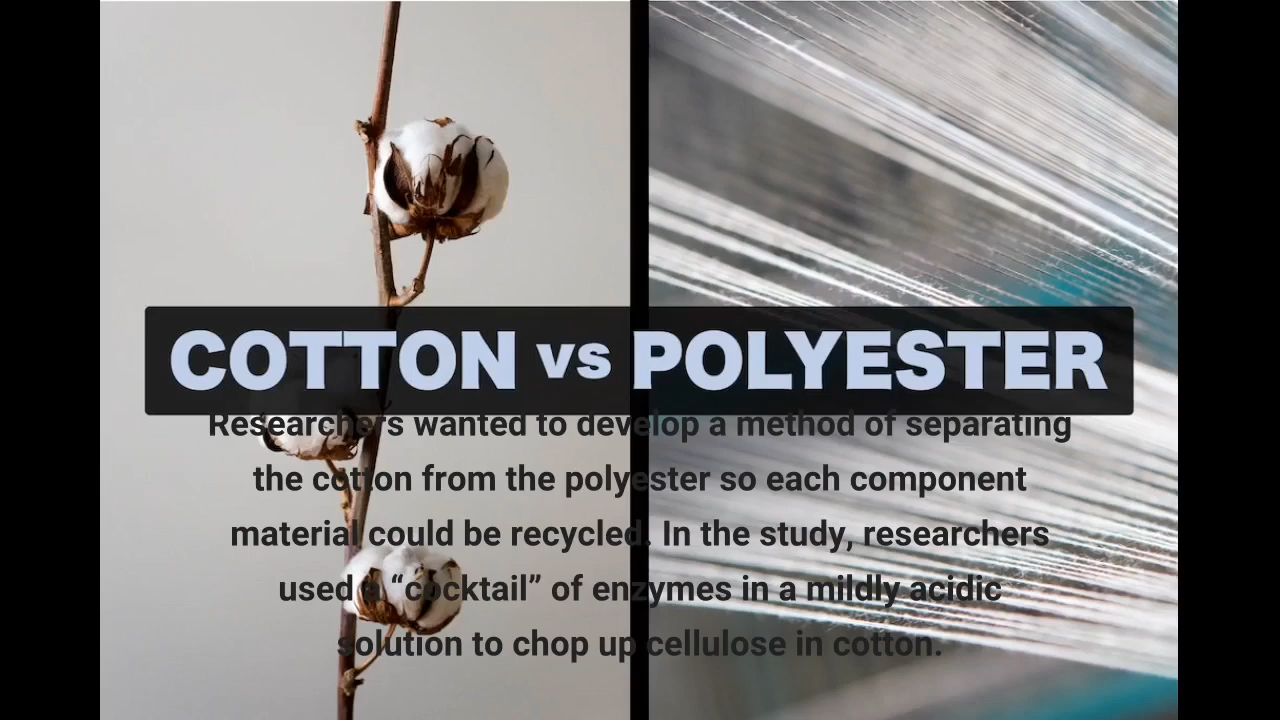 COTTON vs POLYESTER
Researchers wanted to develop a method of separating
the cotton from the polyester so each component
material could be recycled. In the study, researchers
used a “cocktail” of enzymes in a mildly acidic
solution to chop up cellulose in cotton.